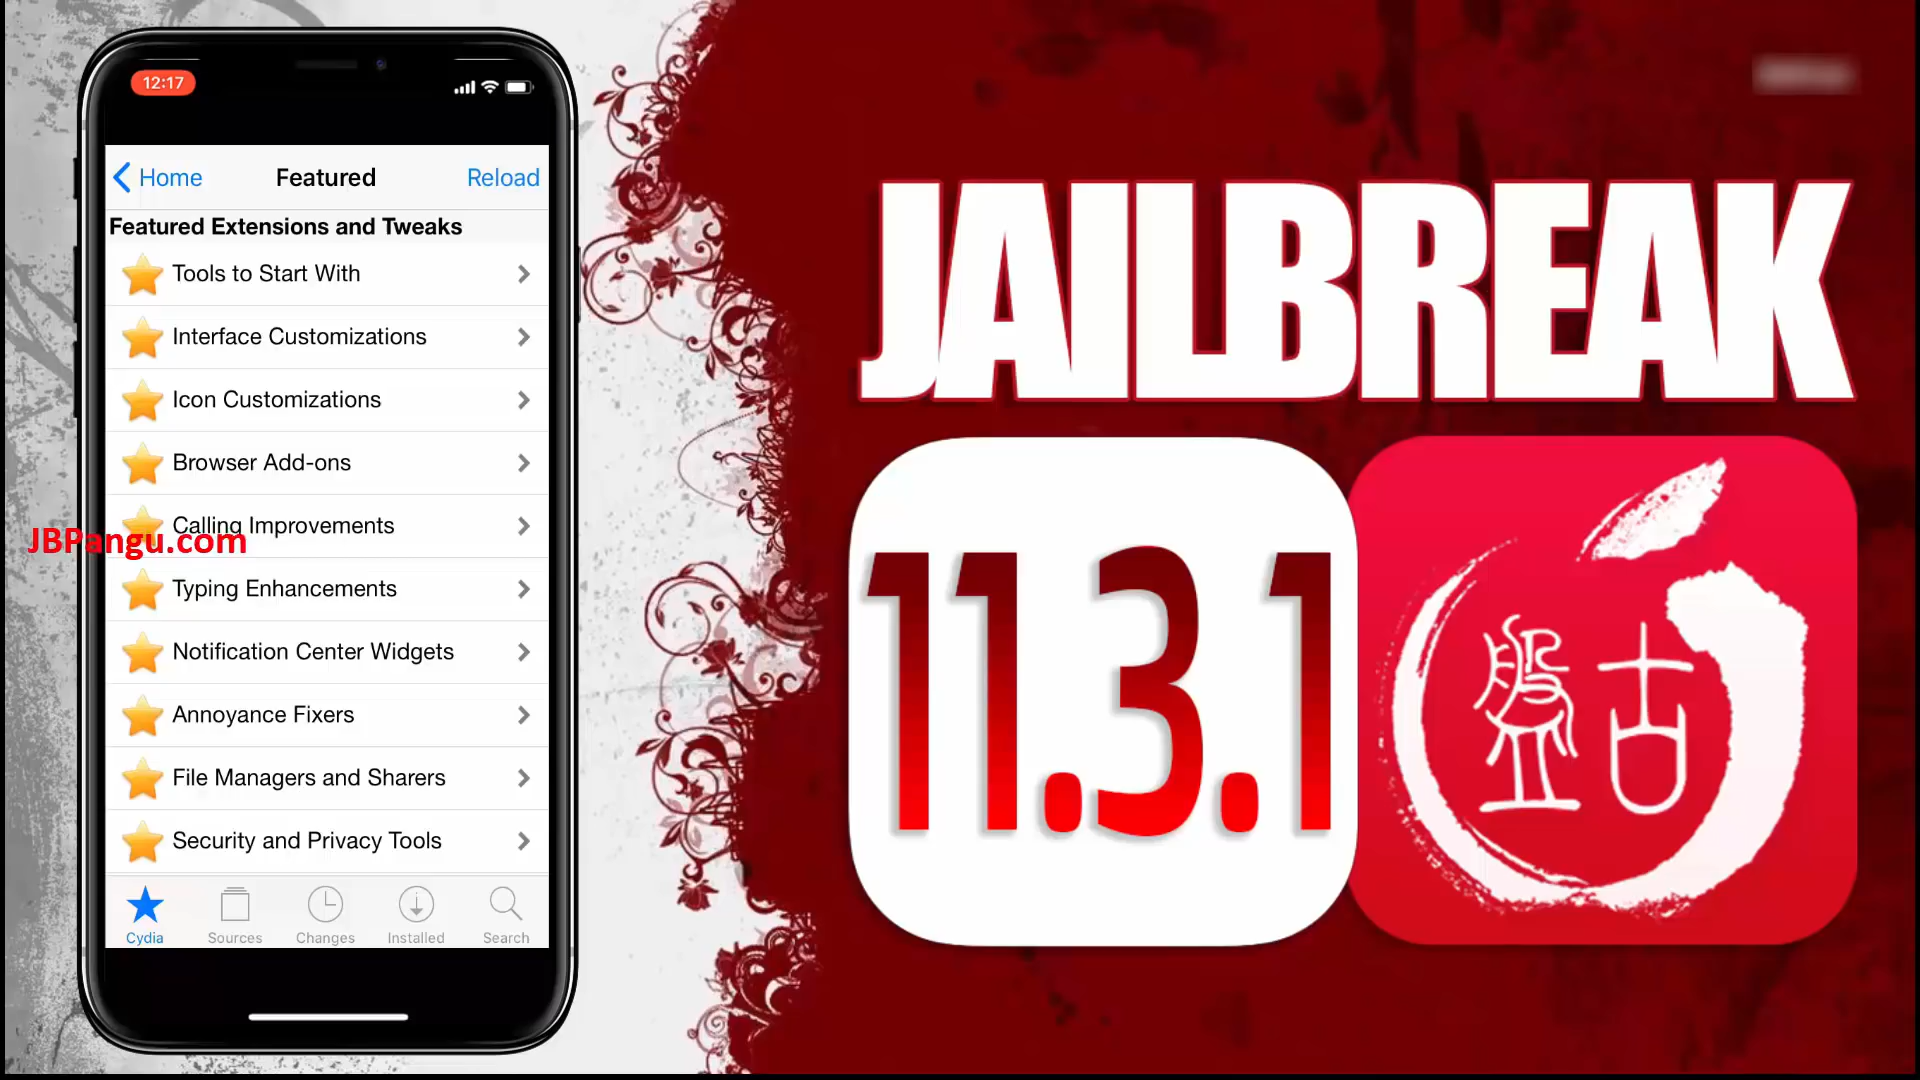 12:17
Home
Featured
Reload
Featured Extensions and Tweaks
Tools to Start With
Interface Customizations
Icon Customizations
Browser Add-ons
Calling Improvements
JBPangu.com
Typing Enhancements
Notification Center Widgets
Annoyance Fixers
File Managers and Sharers
Security and Privacy Tools
Cydia
Sources
Changes
Installed
Search
JAILBREAK
11.3.1
盤古